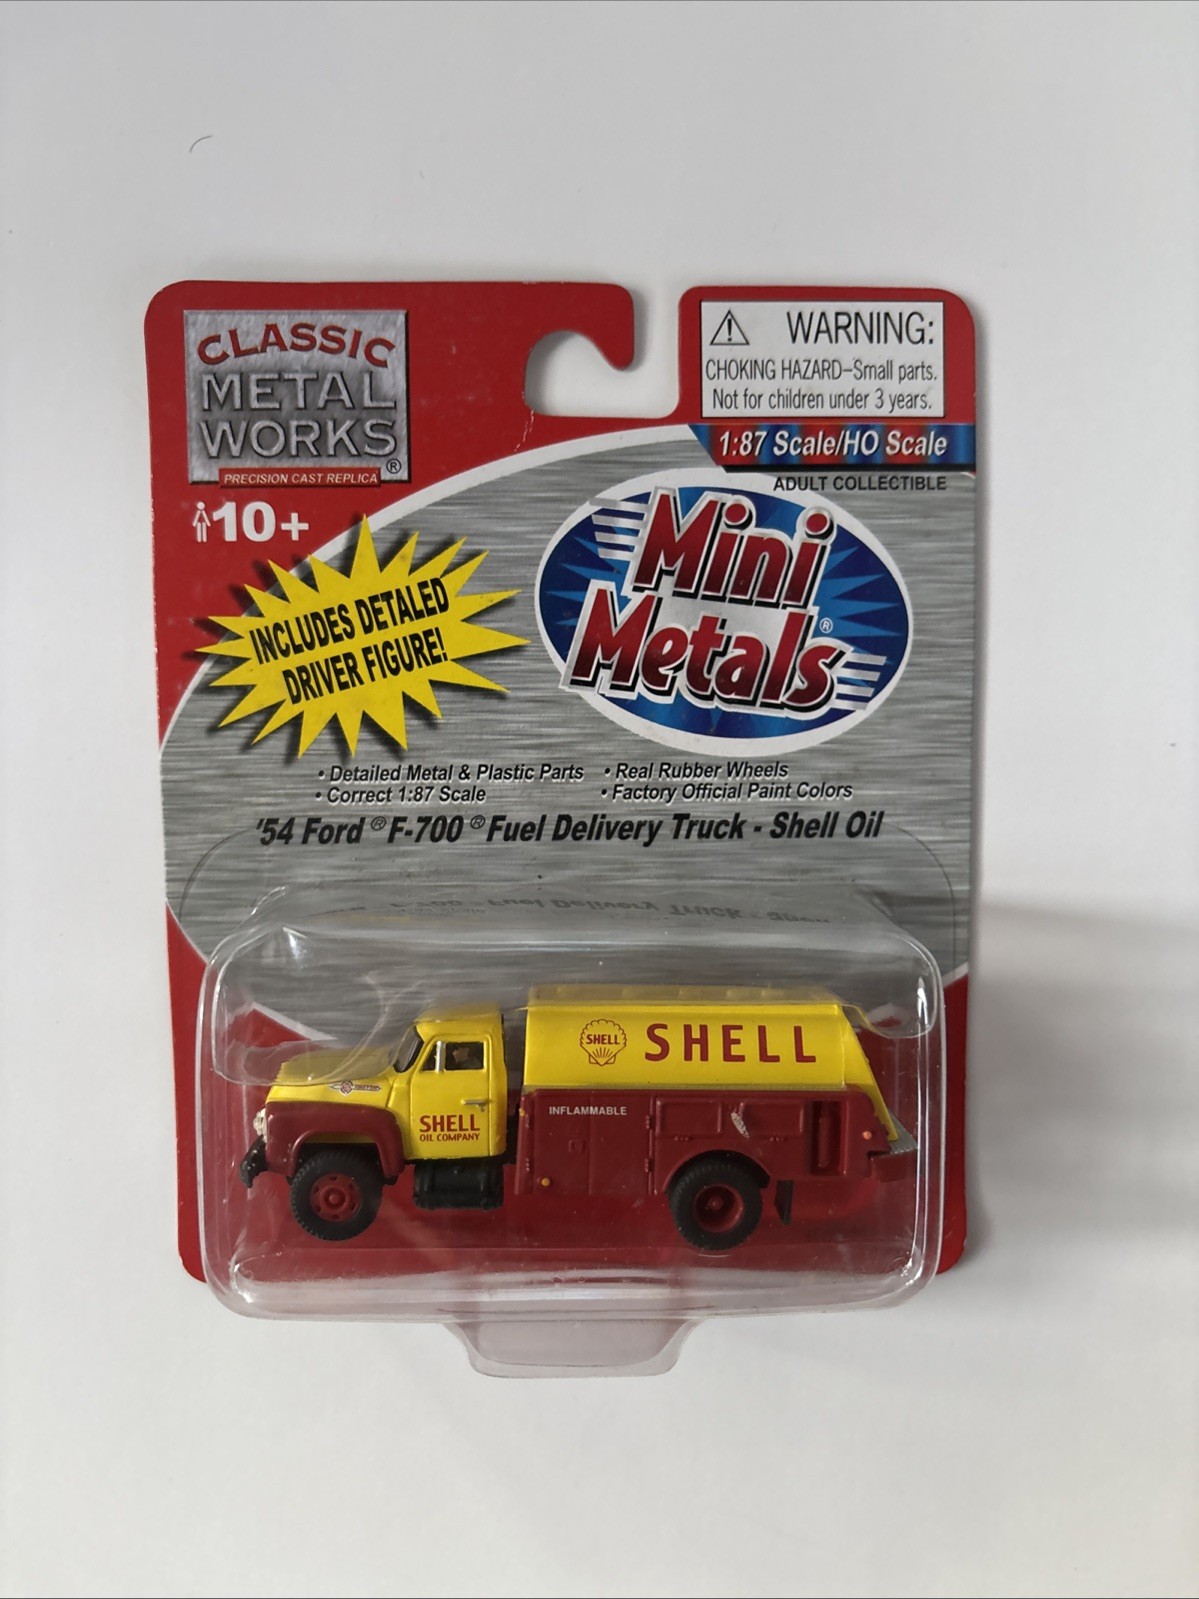 CLASSIC
METAL
WORKS®
PRECISION CAST REPLICA
10+
WARNING:
CHOKING HAZARD–Small parts.
Not for children under 3 years.
1:87 Scale/HO Scale
ADULT COLLECTIBLE
Mini
Metals®
INCLUDES DETALED
DRIVER FIGURE!
• Detailed Metal & Plastic Parts
• Correct 1:87 Scale
• Real Rubber Wheels
• Factory Official Paint Colors
'54 Ford® F-700® Fuel Delivery Truck - Shell Oil
SHELL
SHELL
INFLAMMABLE
SHELL
OIL COMPANY